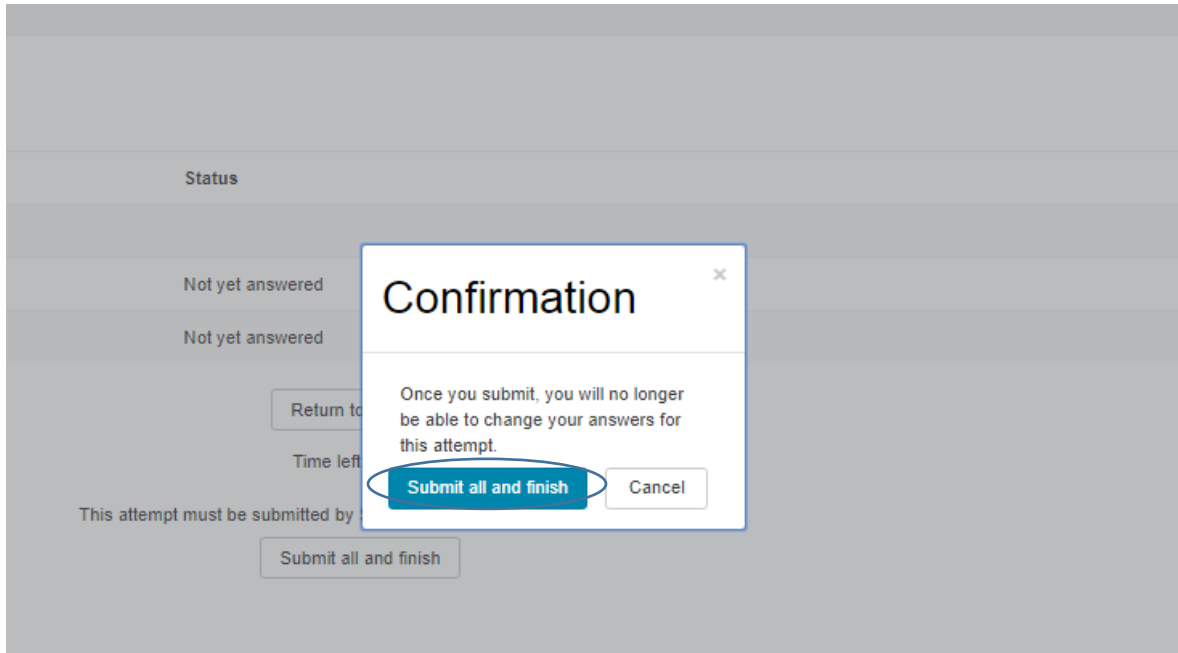 Status
Not yet answered
Confirmation
×
Not yet answered
Once you submit, you will no longer
be able to change your answers for
this attempt.
Return to
Time left
Submit all and finish
Cancel
This attempt must be submitted by
Submit all and finish